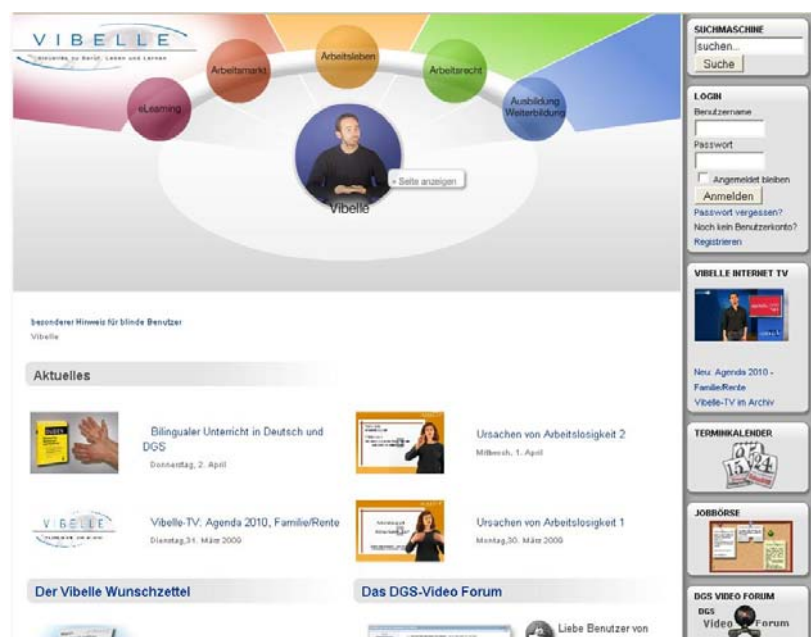 VIBELLE
eLearning
Arbeitsmarkt
Arbeitsleben
Arbeitsrecht
Ausbildung
Weiterbildung
» Seite anzeigen
Vibelle
besonderer Hinweis für blinde Benutzer
Vibelle
Aktuelles
Bilingualer Unterricht in Deutsch und
DGS
Donnerstag, 2. April
Ursachen von Arbeitslosigkeit 2
Mittwoch, 1. April
VIBELLE
Vibelle-TV: Agenda 2010, Familie/Rente
Dienstag,31. März 2009
Ursachen von Arbeitslosigkeit 1
Montag,30. März 2009
Der Vibelle Wunschzettel
Das DGS-Video Forum
Liebe Benutzer von
SUCHMASCHINE
suchen...
Suche
LOGIN
Benutzername
Passwort
Angemeldet bleiben
Anmelden
Passwort vergessen?
Noch kein Benutzerkonto?
Registrieren
VIBELLE INTERNET TV
Neu: Agenda 2010 -
Familie/Rente
Vibelle-TV im Archiv
TERMINKALENDER
JOBBÖRSE
DGS VIDEO FORUM
DGS
Video Forum